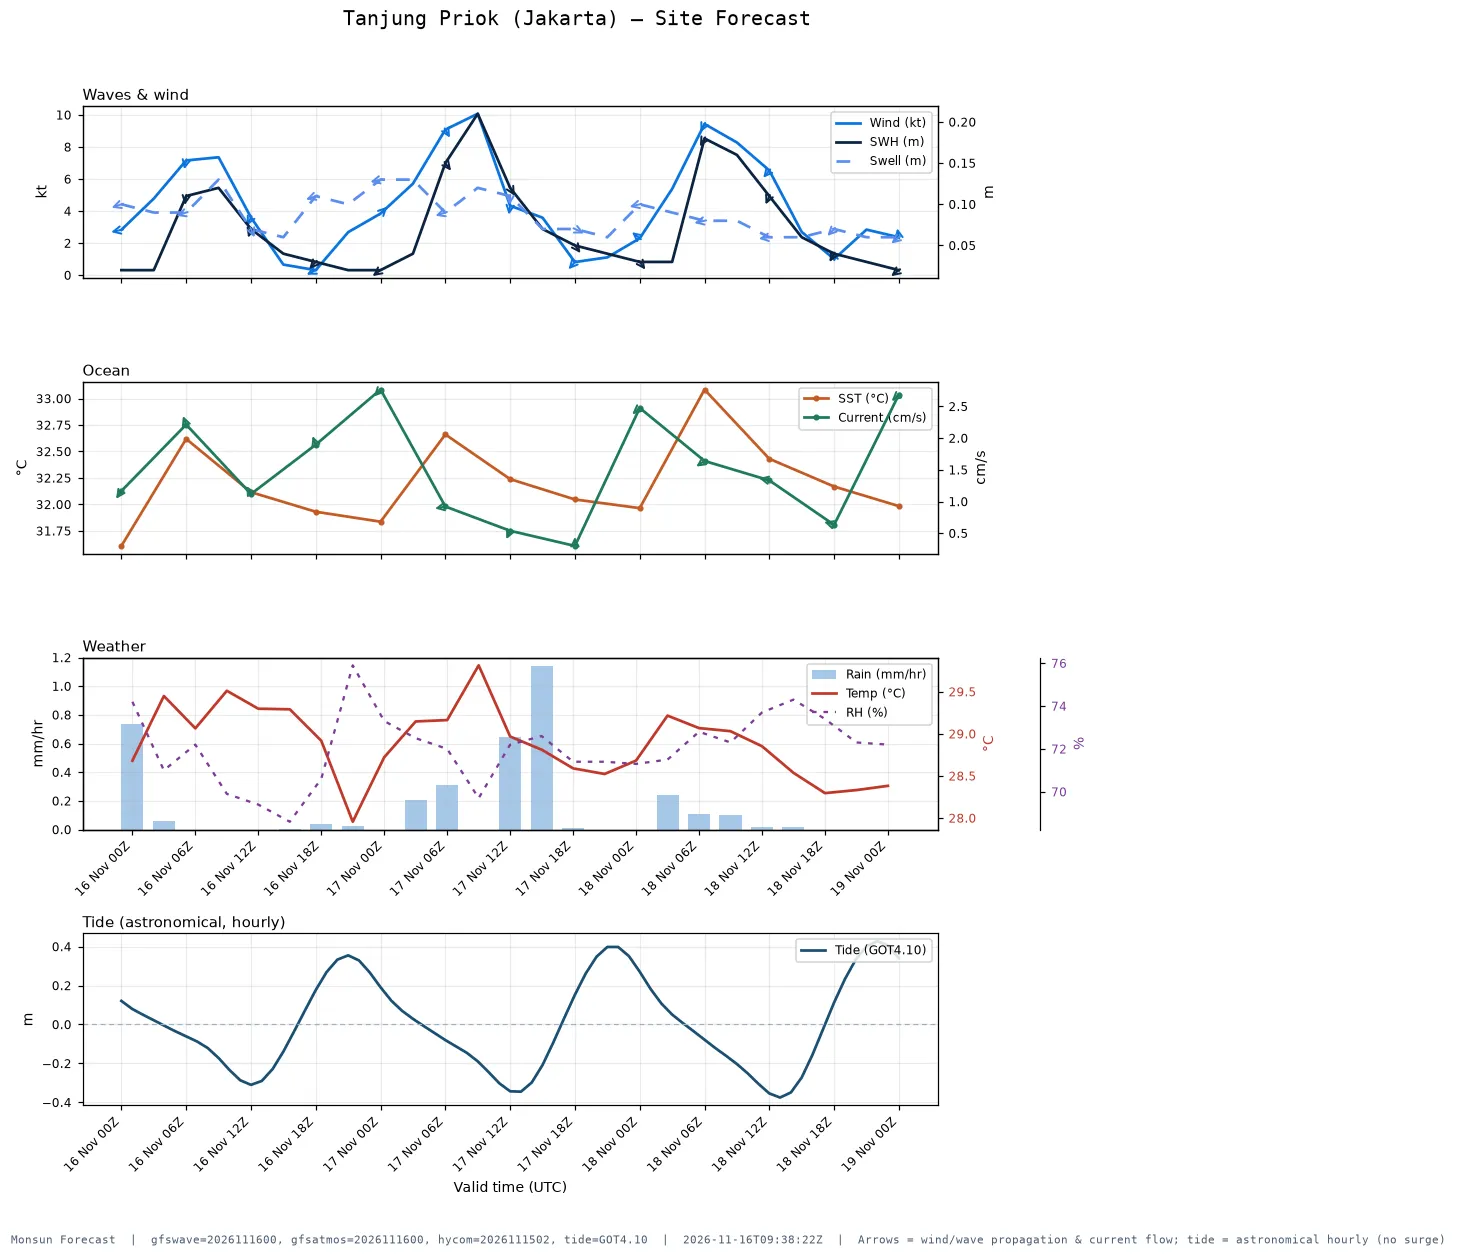 Tanjung Priok (Jakarta) — Site Forecast
Waves & wind
10
8
6
4
2
0
kt
0.20
0.15
0.10
0.05
m
Wind (kt)
SWH (m)
Swell (m)
Ocean
33.00
32.75
32.50
32.25
32.00
31.75
°C
2.5
2.0
1.5
1.0
0.5
cm/s
SST (°C)
Current (cm/s)
Weather
1.2
1.0
0.8
0.6
0.4
0.2
0.0
mm/hr
29.5
29.0
28.5
28.0
°C
76
74
72
70
%
Rain (mm/hr)
Temp (°C)
RH (%)
16 Nov 00Z
16 Nov 06Z
16 Nov 12Z
16 Nov 18Z
17 Nov 00Z
17 Nov 06Z
17 Nov 12Z
17 Nov 18Z
18 Nov 00Z
18 Nov 06Z
18 Nov 12Z
18 Nov 18Z
19 Nov 00Z
Tide (astronomical, hourly)
0.4
0.2
0.0
−0.2
−0.4
m
Tide (GOT4.10)
16 Nov 00Z
16 Nov 06Z
16 Nov 12Z
16 Nov 18Z
17 Nov 00Z
17 Nov 06Z
17 Nov 12Z
17 Nov 18Z
18 Nov 00Z
18 Nov 06Z
18 Nov 12Z
18 Nov 18Z
19 Nov 00Z
Valid time (UTC)
Monsun Forecast | gfswave=2026111600, gfsatmos=2026111600, hycom=2026111502, tide=GOT4.10 | 2026-11-16T09:38:22Z | Arrows = wind/wave propagation & current flow; tide = astronomical hourly (no surge)